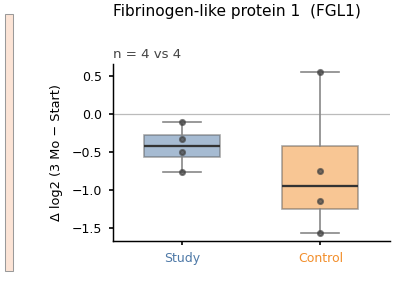 Fibrinogen-like protein 1  (FGL1)
n = 4 vs 4
Δ log2 (3 Mo − Start)
0.5
0.0
−0.5
−1.0
−1.5
Study
Control